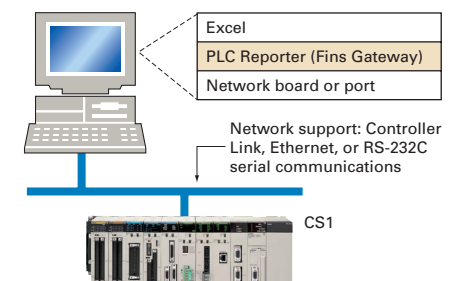 Excel
PLC Reporter (Fins Gateway)
Network board or port
Network support: Controller
Link, Ethernet, or RS-232C
serial communications
CS1